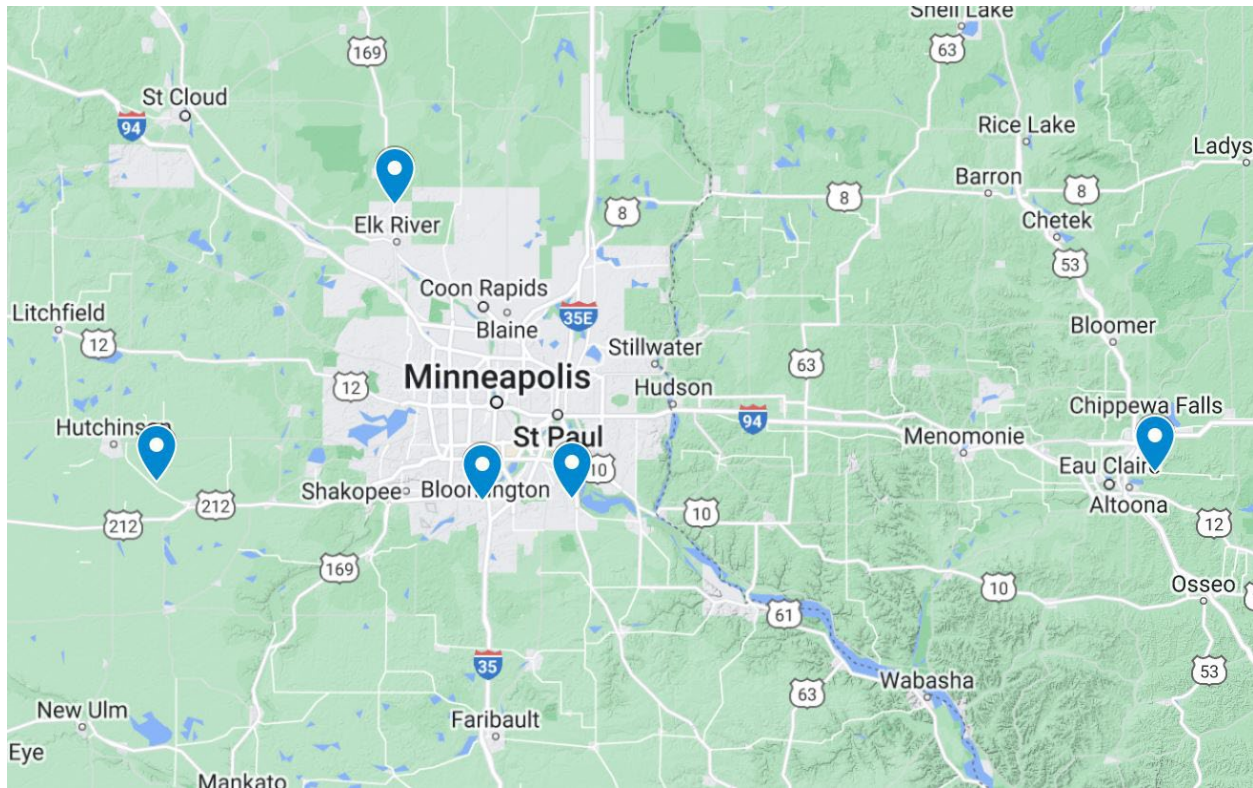 Shell Lake
169
63
St Cloud
94
Rice Lake
Ladys
Barron
8
8
8
Elk River
Chetek
53
Coon Rapids
35E
Blaine
Litchfield
12
Bloomer
Stillwater
63
Minneapolis
12
Hudson
94
Chippewa Falls
Hutchinson
St Paul
Menomonie
10
Eau Claire
Shakopee
Bloomington
Altoona
212
212
10
12
169
10
Osseo
61
35
53
Wabasha
63
New Ulm
Faribault
Eye
Mankato